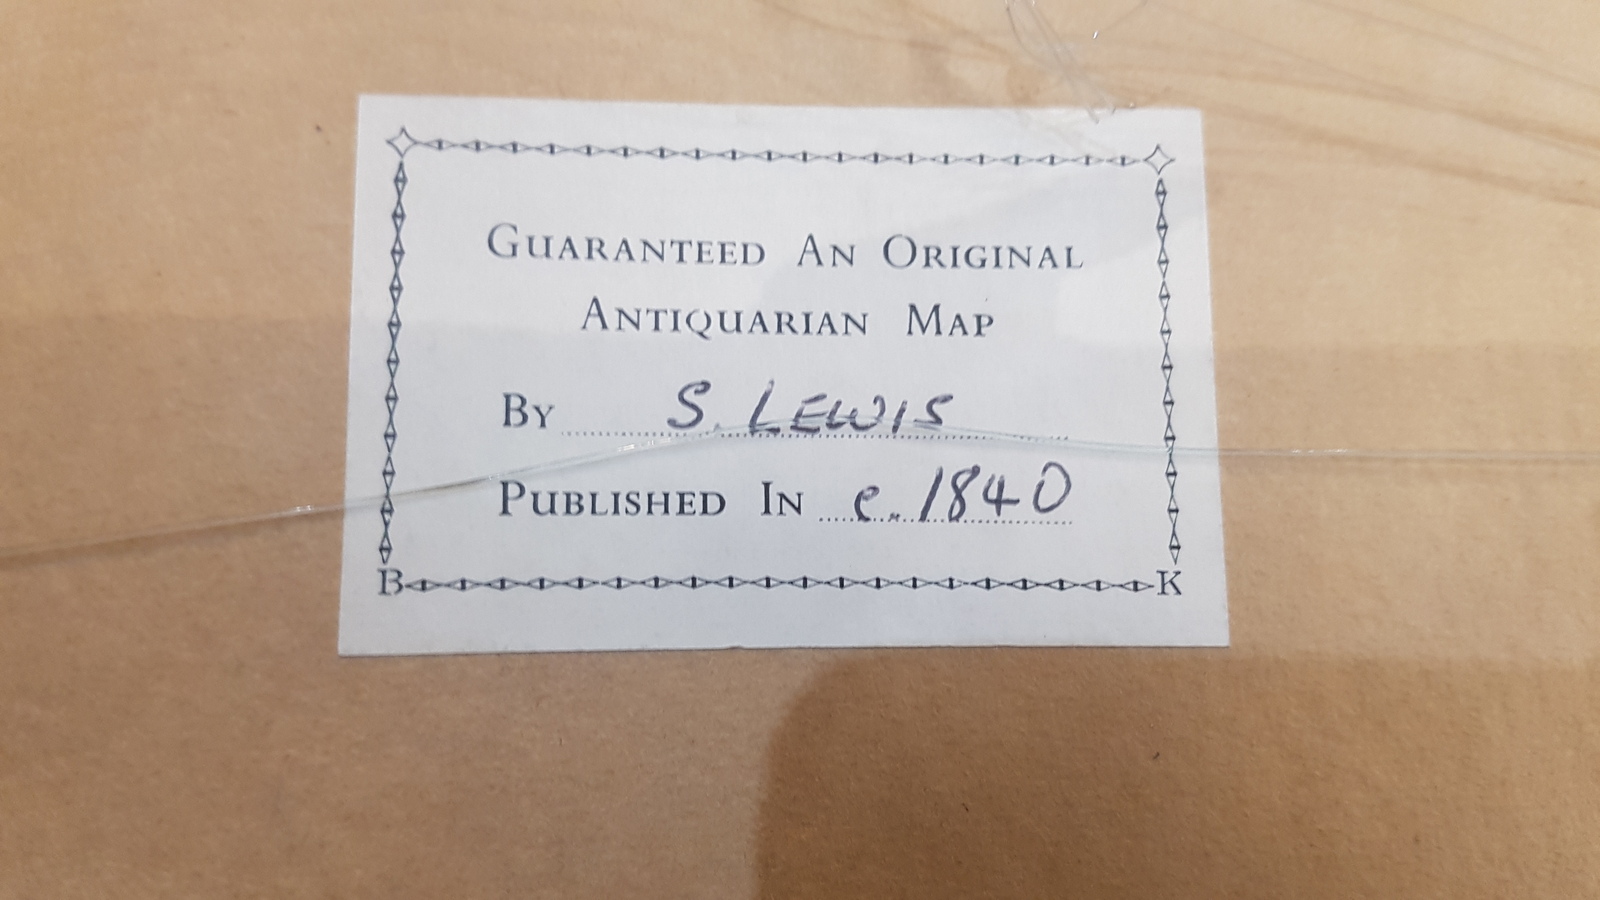 Guaranteed An Original
Antiquarian Map
By S. LEWIS
Published In c. 1840
B K